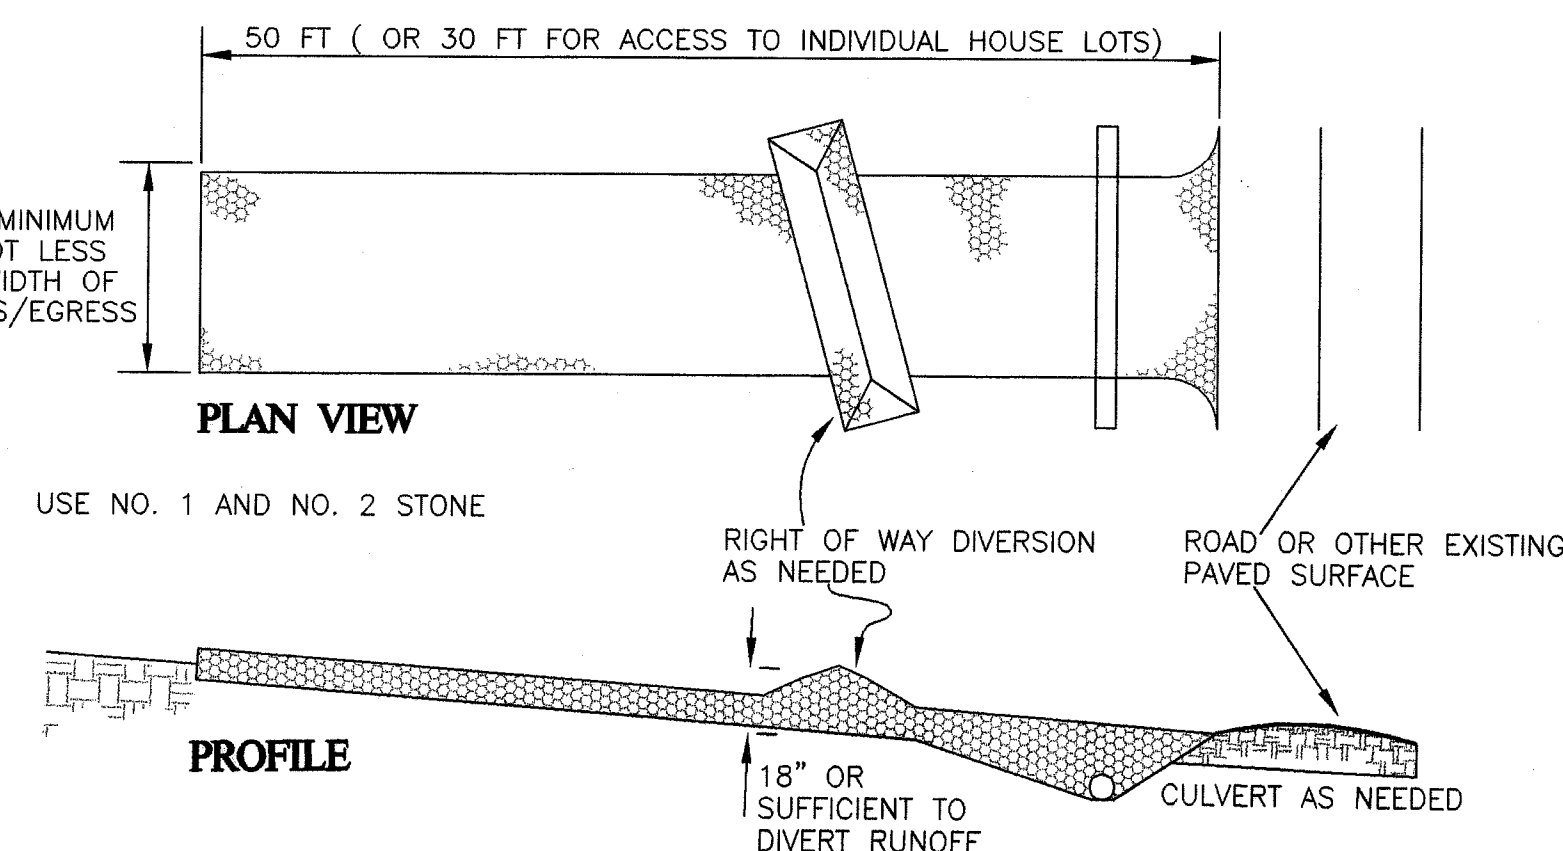 50 FT ( OR 30 FT FOR ACCESS TO INDIVIDUAL HOUSE LOTS)
MINIMUM
LESS
OF
/EGRESS
PLAN VIEW
USE NO. 1 AND NO. 2 STONE
RIGHT OF WAY DIVERSION
AS NEEDED
ROAD OR OTHER EXISTING
PAVED SURFACE
PROFILE
18" OR
SUFFICIENT TO
DIVERT RUNOFF
CULVERT AS NEEDED